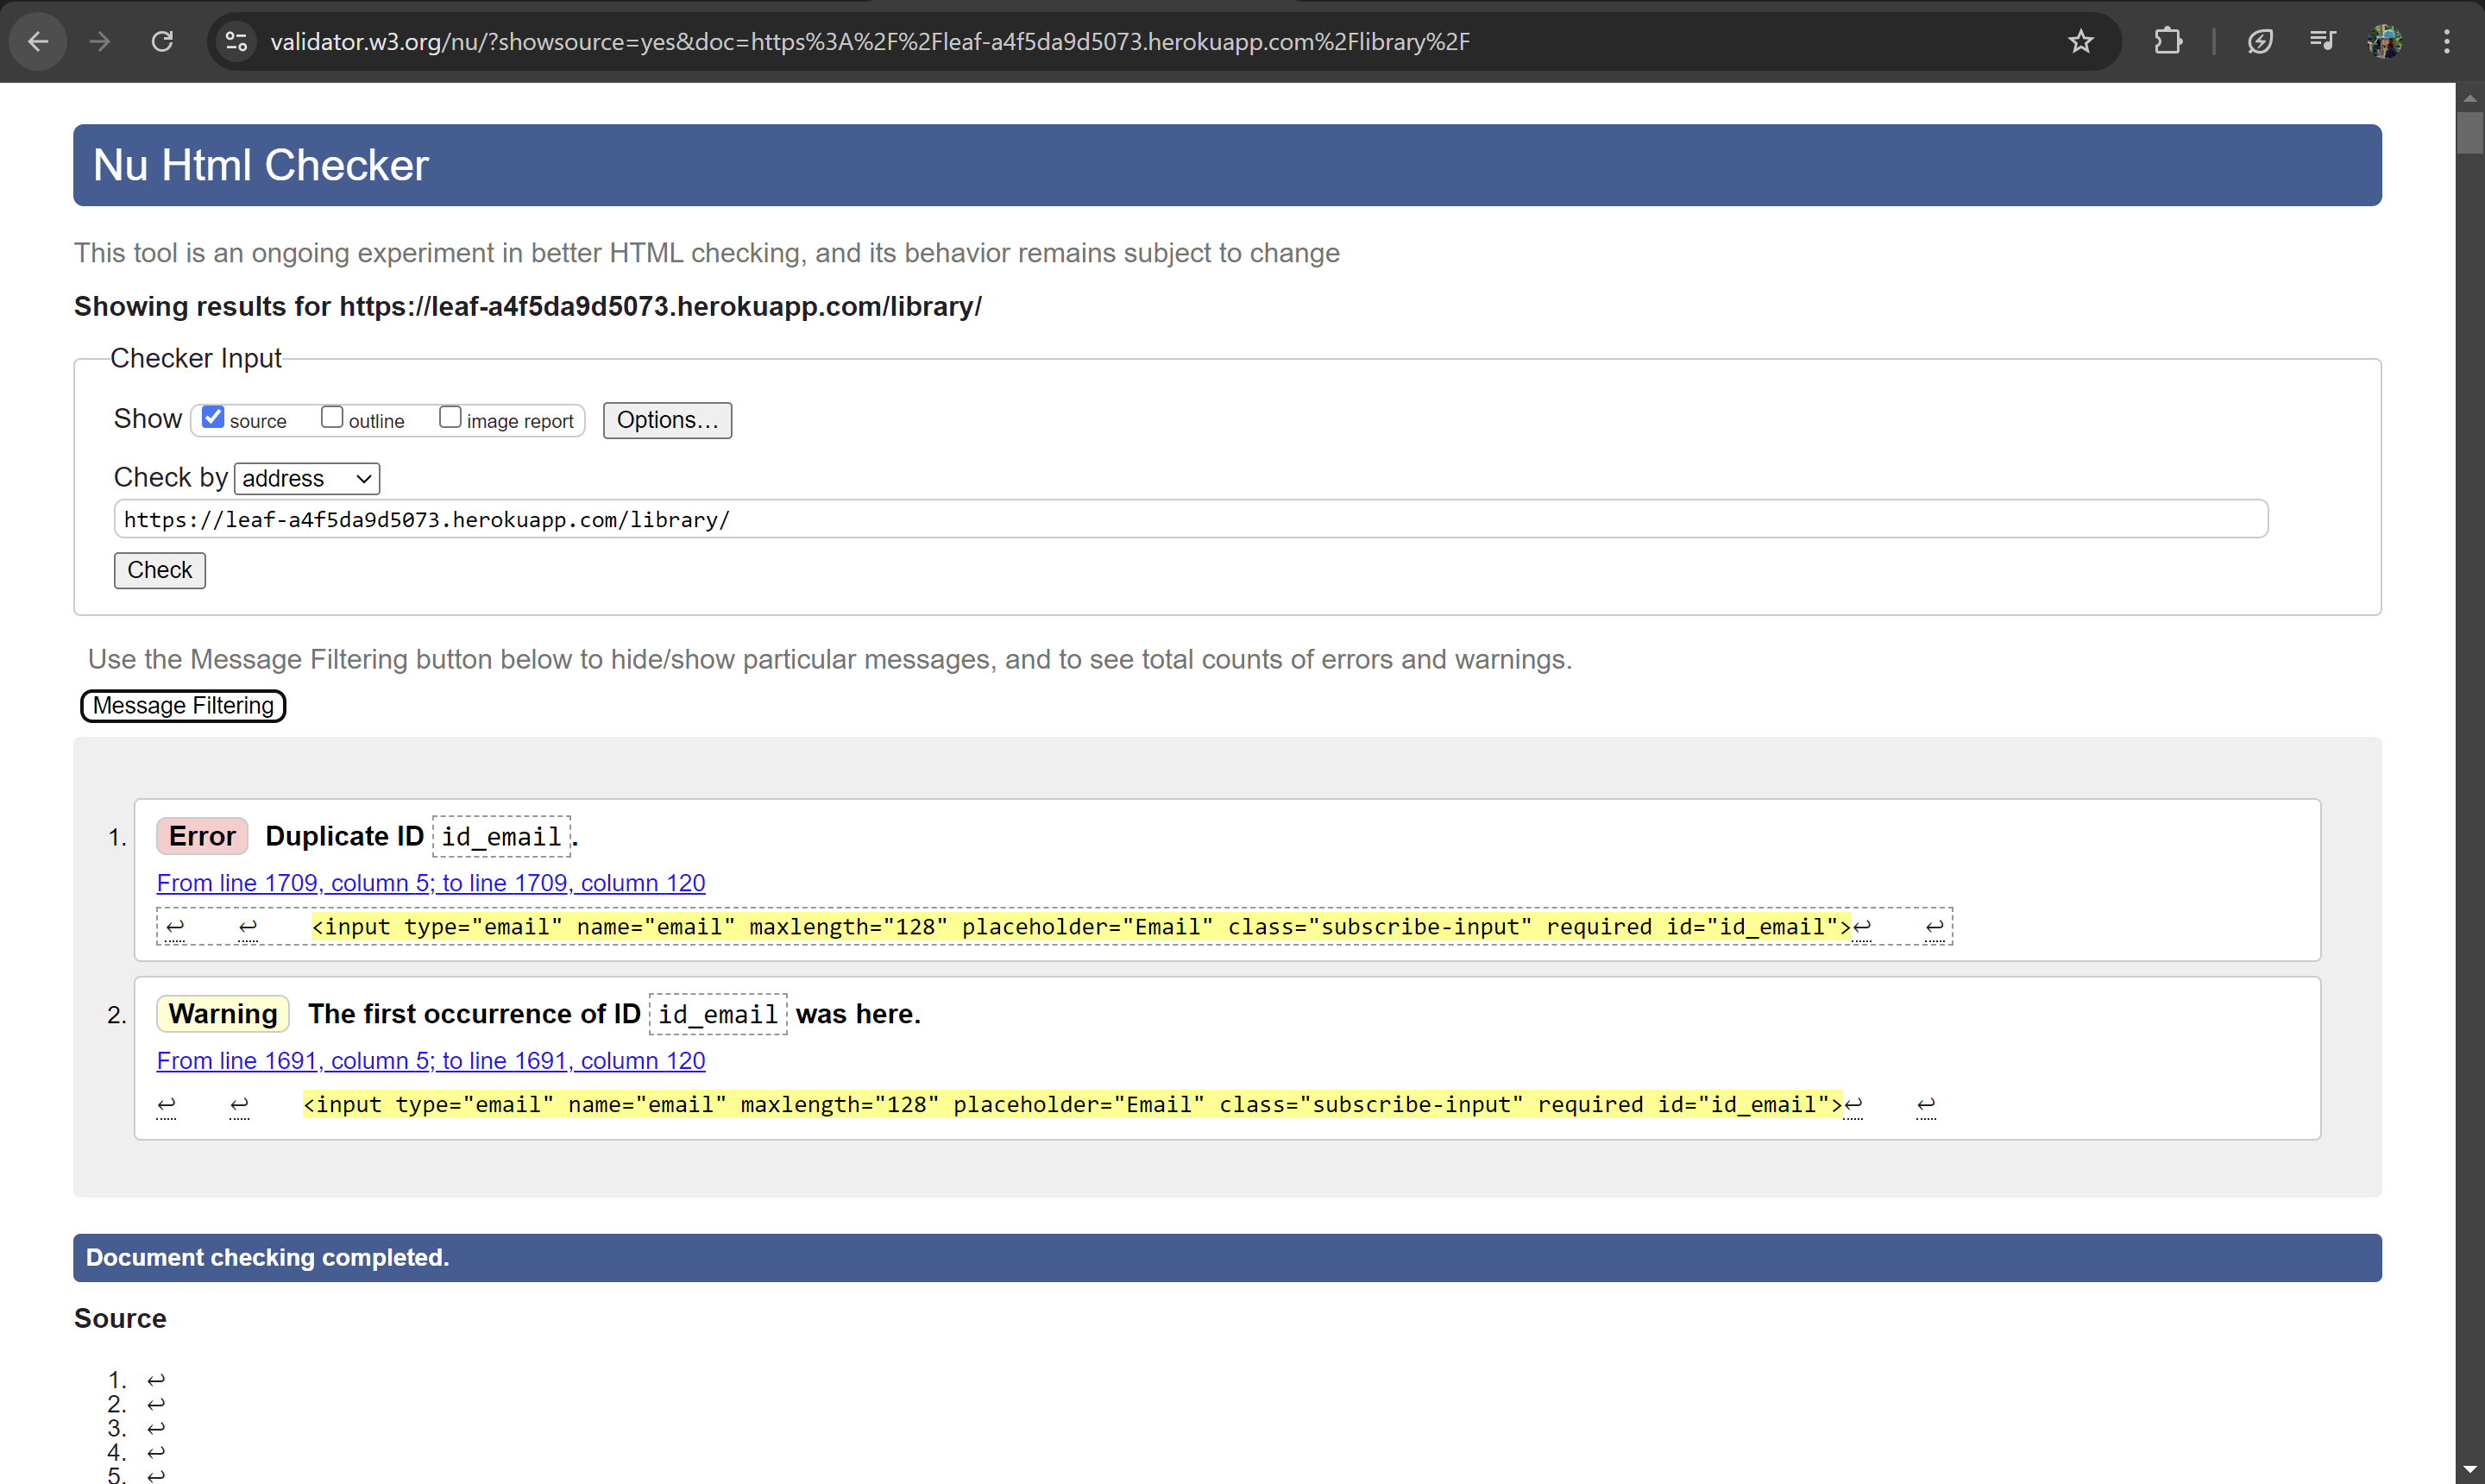 validator.w3.org/nu/?showsource=yes&doc=https%3A%2F%2Fleaf-a4f5da9d5073.herokuapp.com%2Flibrary%2F
Nu Html Checker
This tool is an ongoing experiment in better HTML checking, and its behavior remains subject to change
Showing results for https://leaf-a4f5da9d5073.herokuapp.com/library/
Checker Input
Show source outline image report Options...
Check by address
https://leaf-a4f5da9d5073.herokuapp.com/library/
Check
Use the Message Filtering button below to hide/show particular messages, and to see total counts of errors and warnings.
Message Filtering
1. Error Duplicate ID id_email.
From line 1709, column 5; to line 1709, column 120
↩ ↩ <input type="email" name="email" maxlength="128" placeholder="Email" class="subscribe-input" required id="id_email">↩ ↩
2. Warning The first occurrence of ID id_email was here.
From line 1691, column 5; to line 1691, column 120
↩ ↩ <input type="email" name="email" maxlength="128" placeholder="Email" class="subscribe-input" required id="id_email">↩ ↩
Document checking completed.
Source
1. ↩
2. ↩
3. ↩
4. ↩
5. ↩